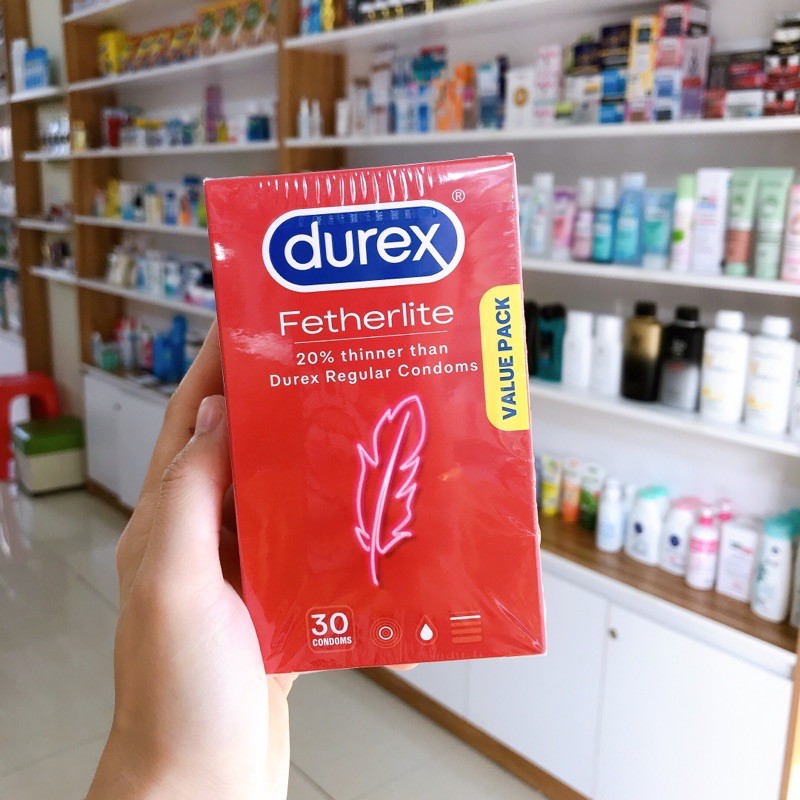 durex®
Fetherlite
20% thinner than
Durex Regular Condoms
VALUE PACK
30
CONDOMS